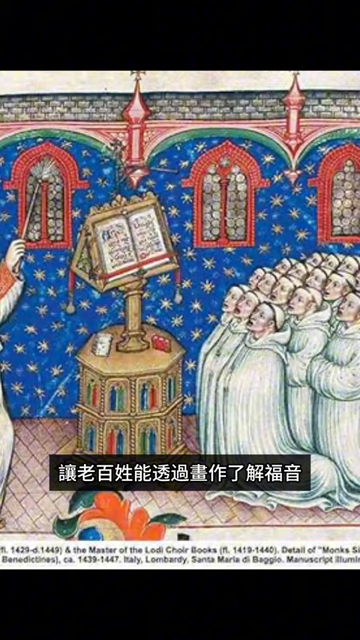 讓老百姓能透過畫作了解福音
fl. 1429-d.1449) & the Master of the Lodi Choir Books (fl. 1419-1440). Detail of "Monks Si
Benedictines), ca. 1439-1447. Italy, Lombardy, Santa Maria di Baggio. Manuscript Illumin